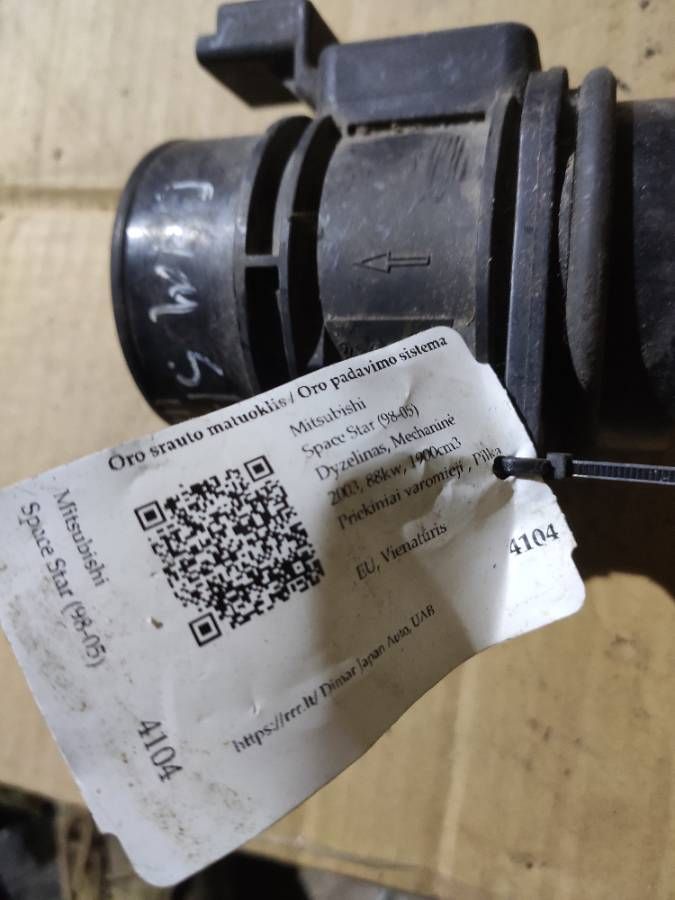 Oro srauto matuoklis / Oro padavimo sistema
Mitsubishi
Space Star (98-05)
Dyzelinas, Mechaninė
2003, 88kw, 1900cm3
Priekiniai varomieji, Pilka
EU, Vienatūris
4104
https://rrr.lt/ Dimar Japan Auto, UAB
Mitsubishi
Space Star (98-05)
4104